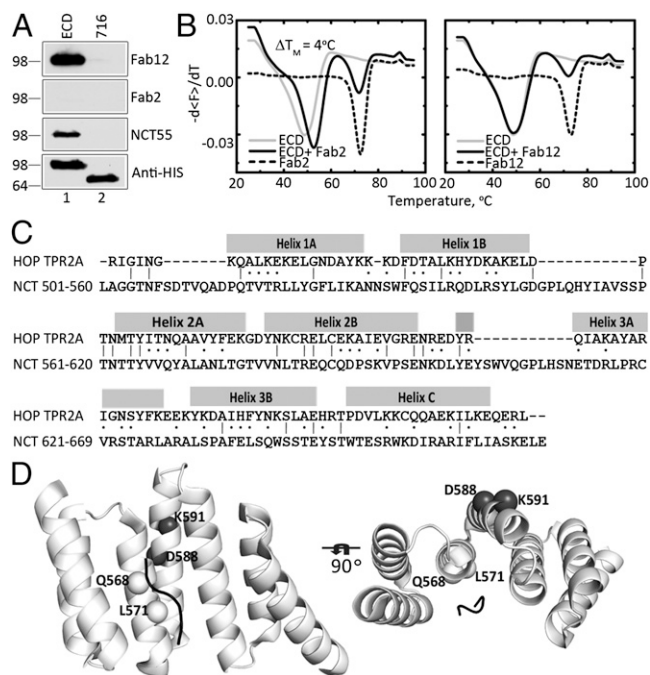 A
ECD 716
98— Fab12
Fab2
98—
98— NCT55
98— Anti-HIS
64—
1 2
B
ΔTM = 4°C
-d<F>/dT
0.03
0.00
-0.03
ECD
ECD+ Fab2
Fab2
ECD
ECD+ Fab12
Fab12
20 40 60 80 100 20 40 60 80 100
Temperature, °C
C
Helix 1A Helix 1B
HOP TPR2A -RIGING--------KQALKEKELGNDAYKK-KDFDTALKHYDKAKELD------------P
NCT 501-560 LAGGTNFSDTVQADPQTVTRLLYGFLIKANNSWFQSILRQDLRSYLGDGPLQHYIAVSSP
Helix 2A Helix 2B Helix 3A
HOP TPR2A TNMTYITNQAAVYFEKGDYNKCRELCEKAIEVGRENREDYR------------QIAKAYAR
NCT 561-620 TNTTYVVQYALANLTGTVVNLTREQCQDPSKVPSENKDLYEYSWVQGPLHSNETDRLPRC
Helix 3B Helix C
HOP TPR2A IGNSYFKEEKYKDAIHFYNKSLAEHRTPDVLKKCQQAEKILKEQERL--
NCT 621-669 VRSTARLARALSPAFELSQWSSTEYSTWTESRWKDIRARIFLIASKELE
D
K591
D588
Q568
L571
90°
D588
K591
Q568
L571